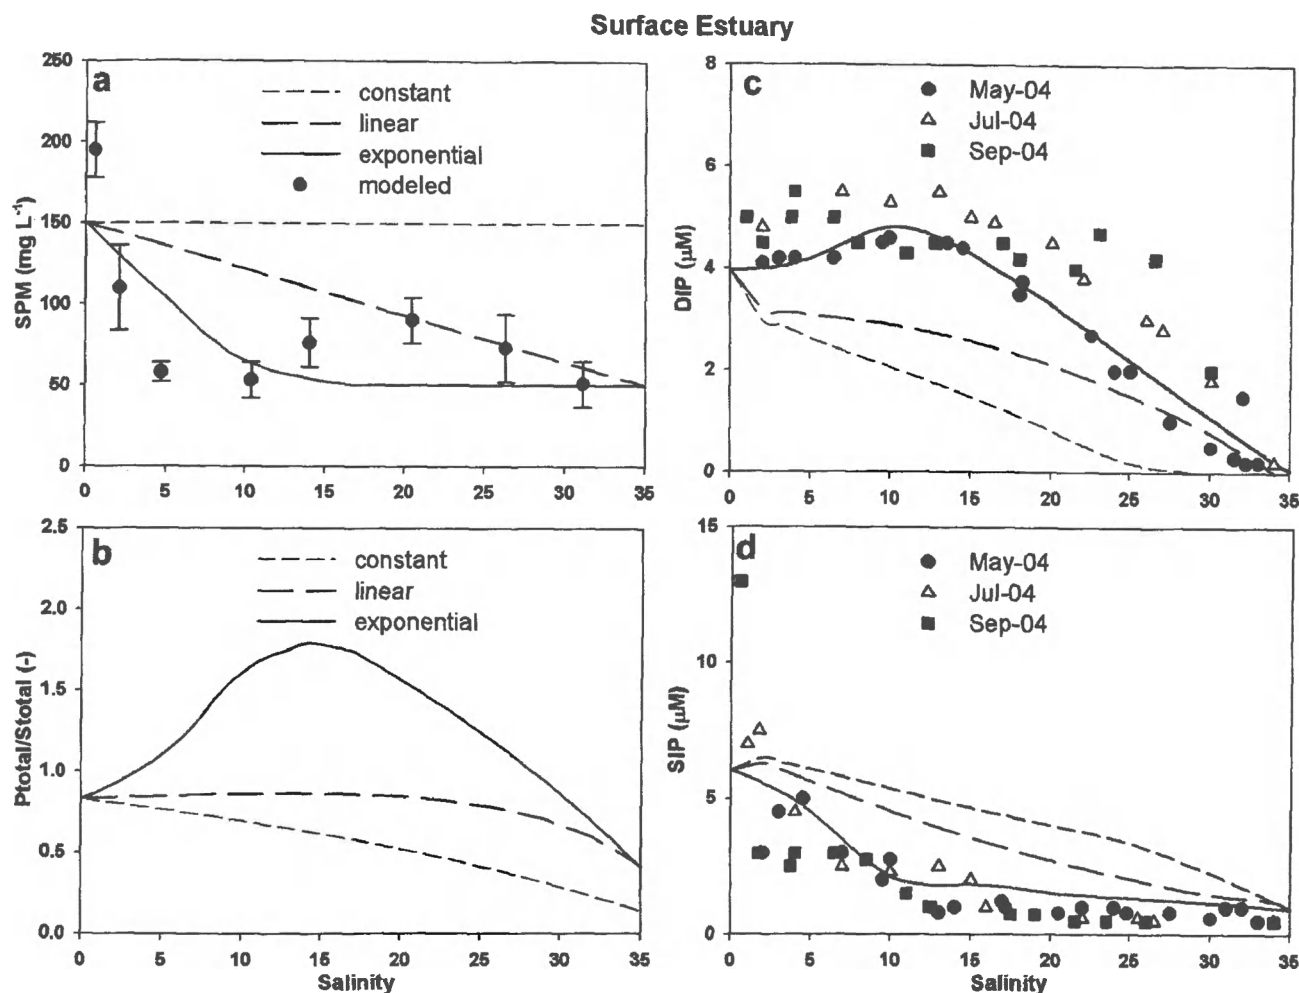 Surface Estuary
a
constant
linear
exponential
modeled
SPM (mg L⁻¹)
250
200
150
100
50
0
0 5 10 15 20 25 30 35
c
May-04
Jul-04
Sep-04
DIP (µM)
8
6
4
2
0
0 5 10 15 20 25 30 35
b
constant
linear
exponential
Ptotal/Stotal (-)
2.5
2.0
1.5
1.0
0.5
0.0
0 5 10 15 20 25 30 35
Salinity
d
May-04
Jul-04
Sep-04
SIP (µM)
15
10
5
0
0 5 10 15 20 25 30 35
Salinity